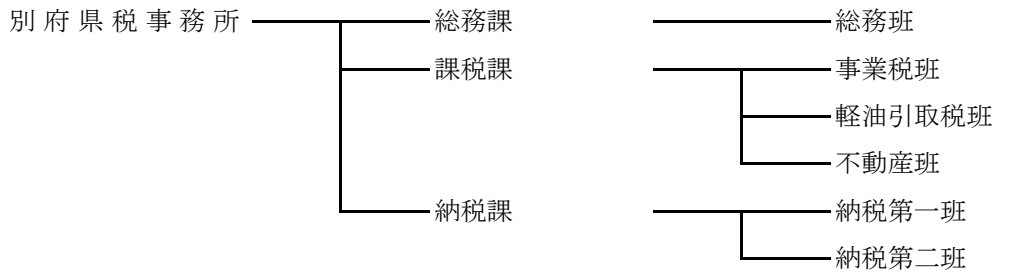 別府県税事務所 総務課 総務班
課税課 事業税班
軽油引取税班
不動産班
納税課 納税第一班
納税第二班